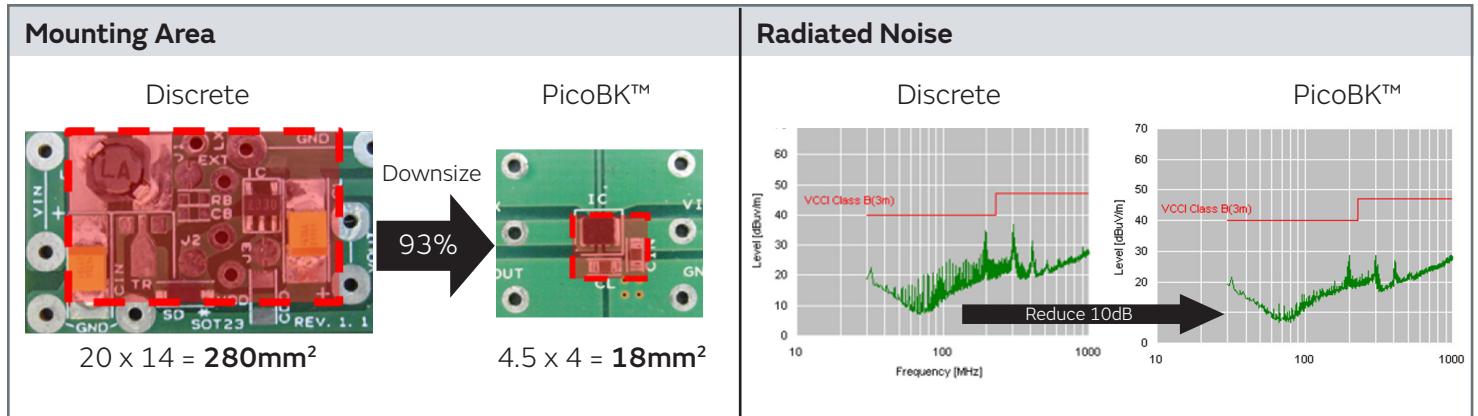 Mounting Area
Discrete
PicoBK™
Downsize
93%
VIN
+
GND
EXT
IC
RB
CB
J2
CIN
TR
SD
SOT23
REV. 1. 1
GND
IC
CL
20 x 14 = 280mm²
4.5 x 4 = 18mm²
Radiated Noise
Discrete
PicoBK™
60
50
40
30
20
10
0
Level [dBuv/m]
VCCI Class B(3m)
10
100
1000
Frequency [MHz]
Reduce 10dB
70
60
50
40
30
20
10
0
Level [dBuV/m]
VCCI Class B(3m)
10
100
1000